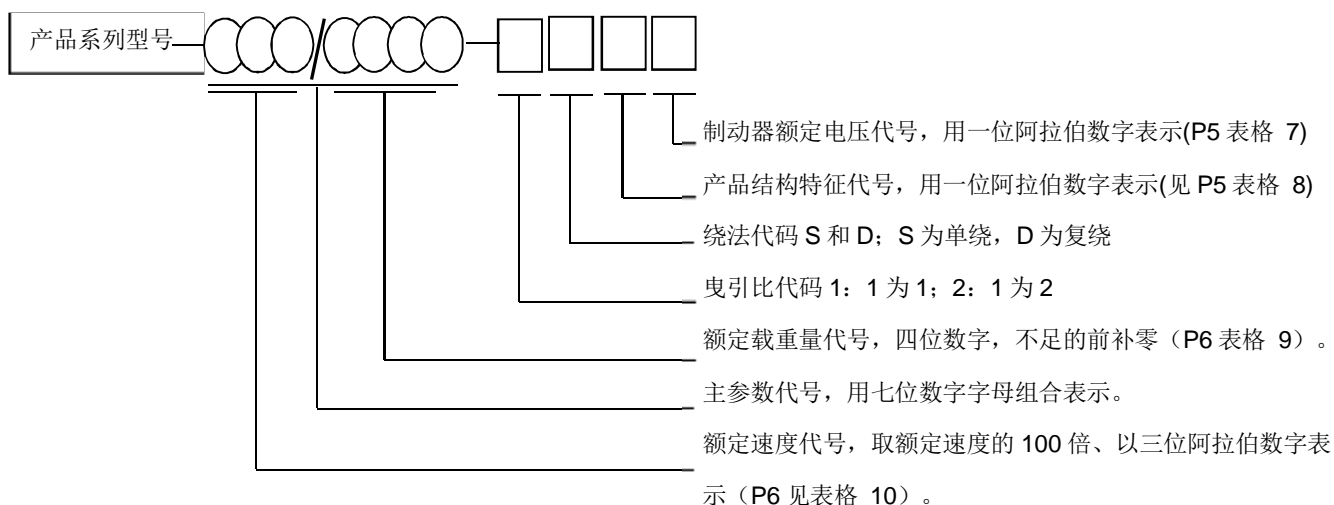 产品系列型号
/
制动器额定电压代号，用一位阿拉伯数字表示(P5 表格 7)
产品结构特征代号，用一位阿拉伯数字表示(见 P5 表格 8)
绕法代码 S 和 D；S 为单绕，D 为复绕
曳引比代码 1：1 为 1；2：1 为 2
额定载重量代号，四位数字，不足的前补零（P6 表格 9）。
主参数代号，用七位数字字母组合表示。
额定速度代号，取额定速度的 100 倍、以三位阿拉伯数字表
示（P6 见表格 10）。